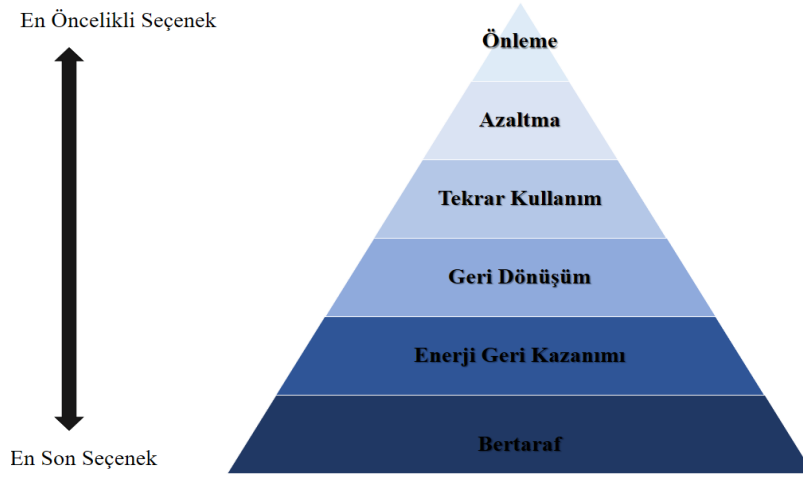 En Öncelikli Seçenek
Önleme
Azaltma
Tekrar Kullanım
Geri Dönüşüm
Enerji Geri Kazanımı
Bertaraf
En Son Seçenek